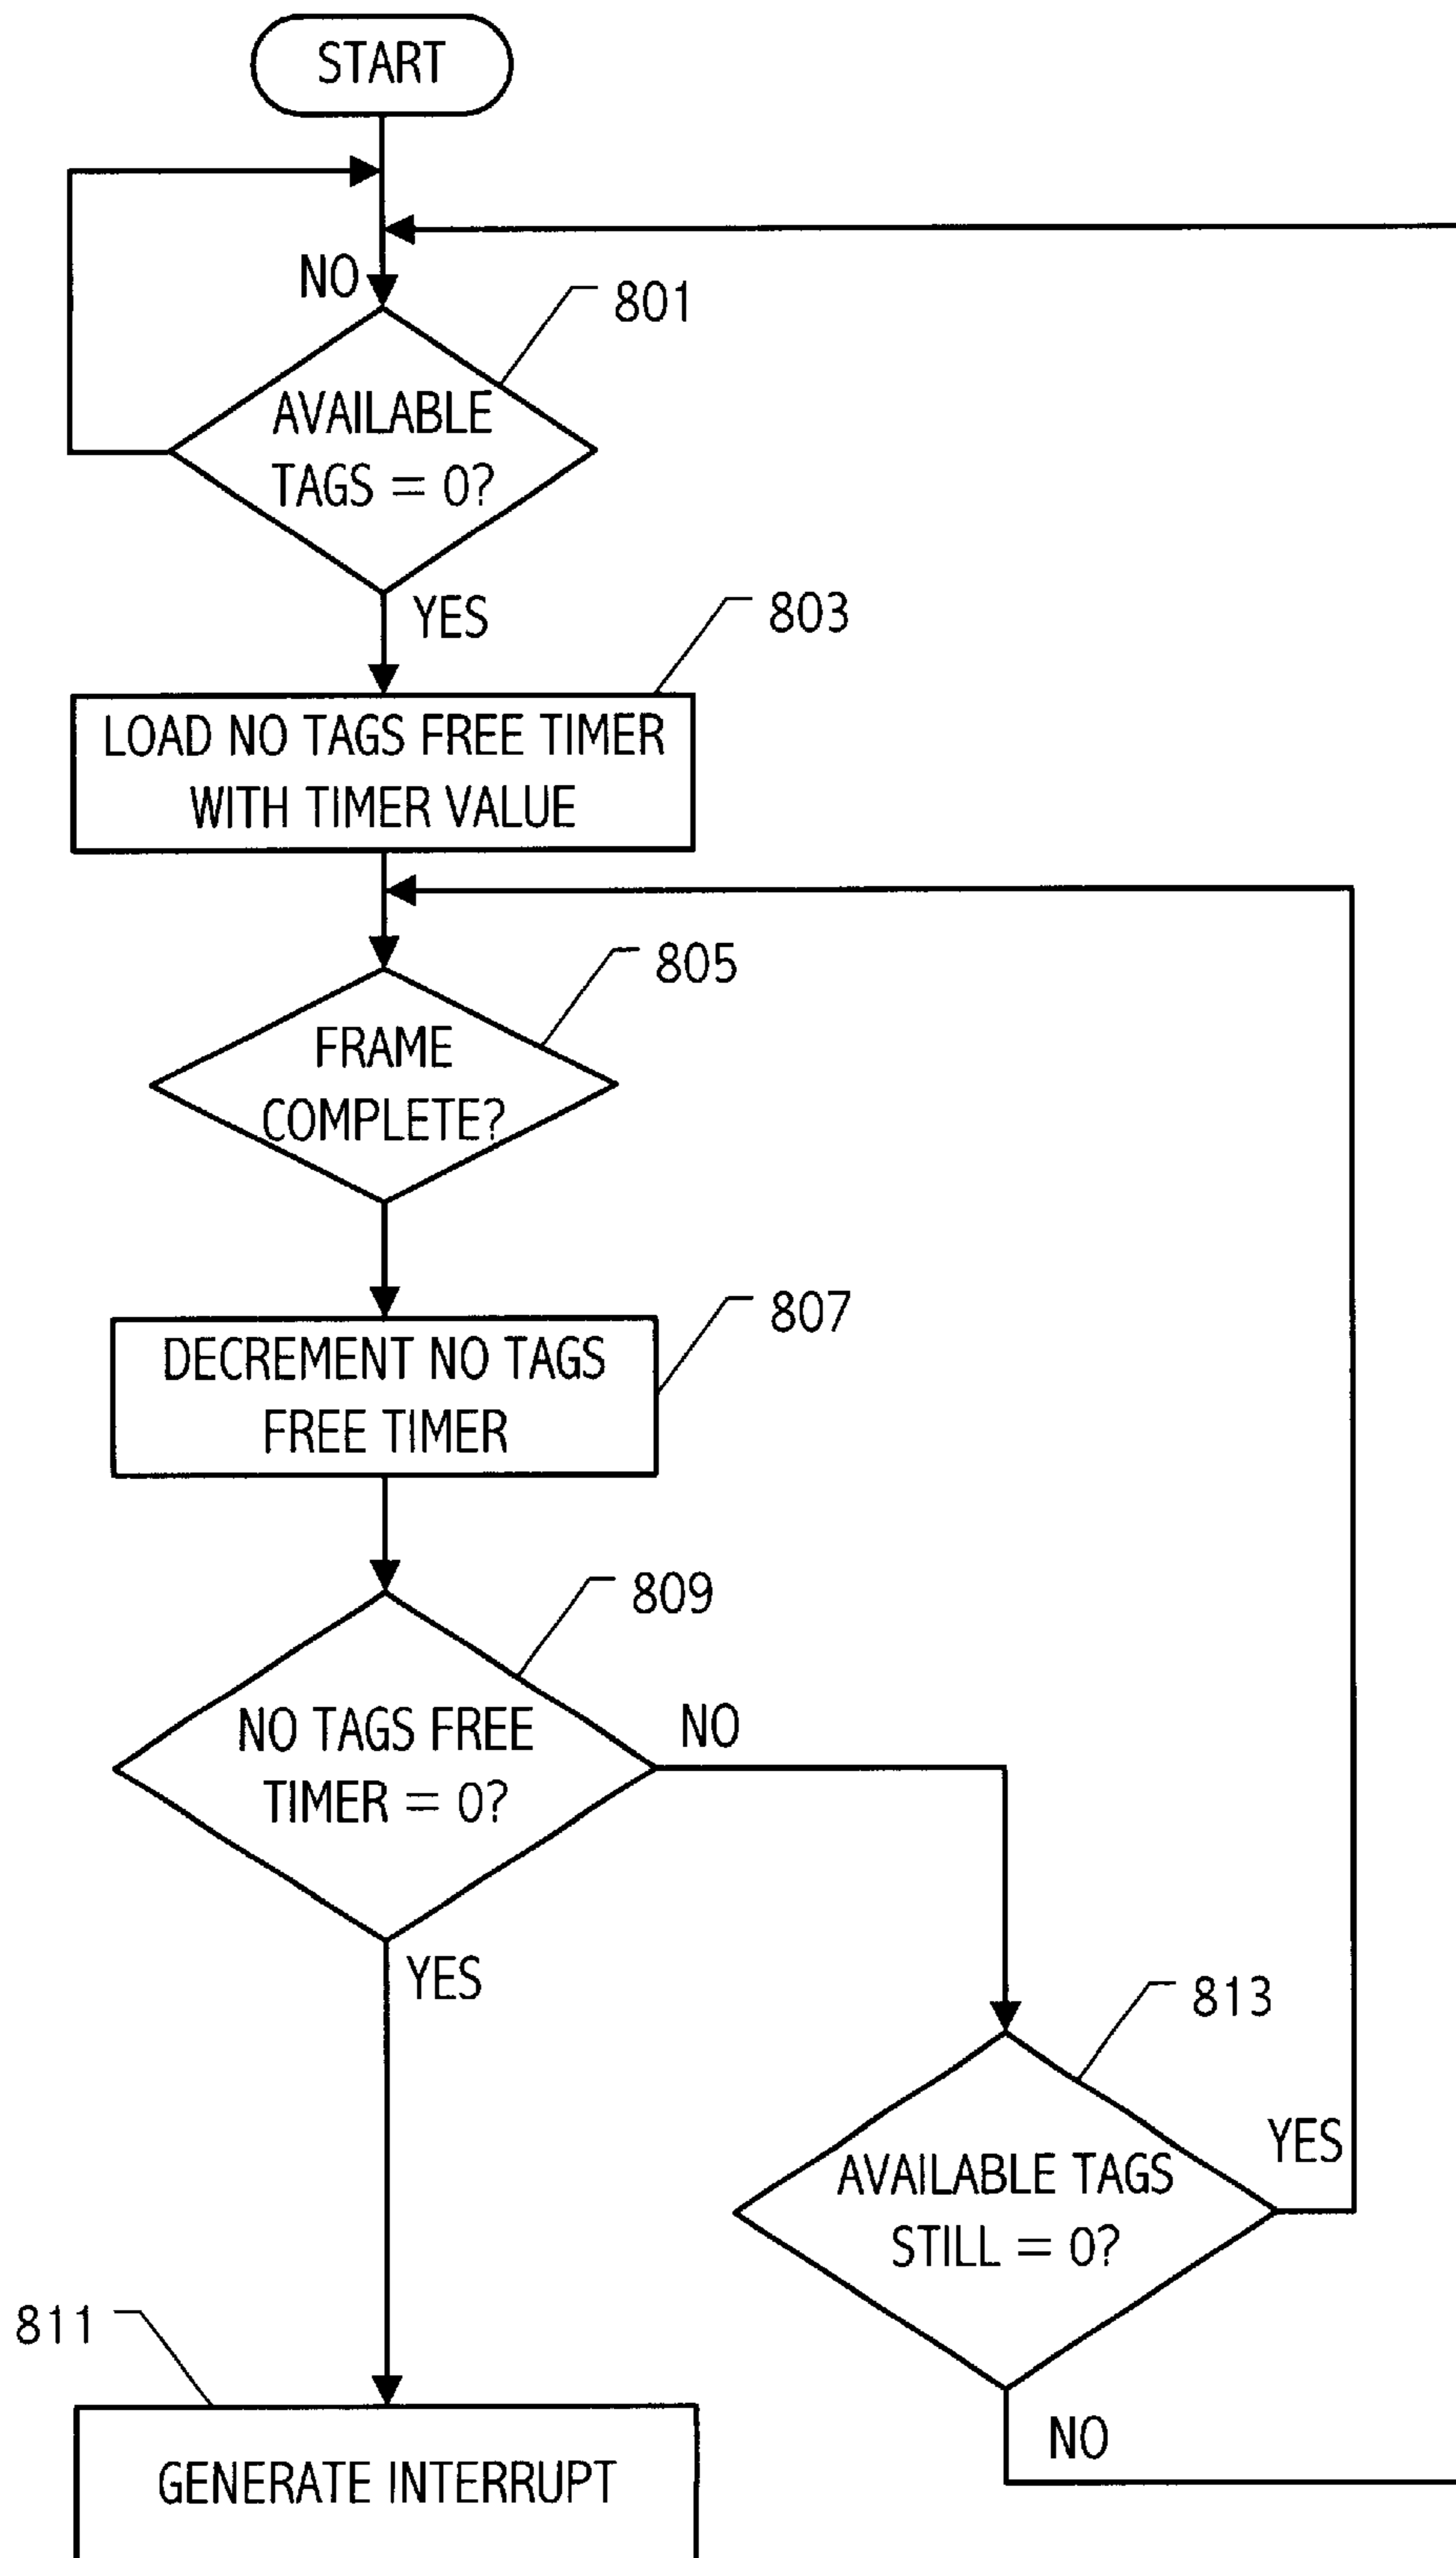 START
NO
801
AVAILABLE
TAGS = 0?
YES
803
LOAD NO TAGS FREE TIMER
WITH TIMER VALUE
805
FRAME
COMPLETE?
807
DECREMENT NO TAGS
FREE TIMER
809
NO TAGS FREE
TIMER = 0?
NO
YES
813
AVAILABLE TAGS
STILL = 0?
YES
811
NO
GENERATE INTERRUPT